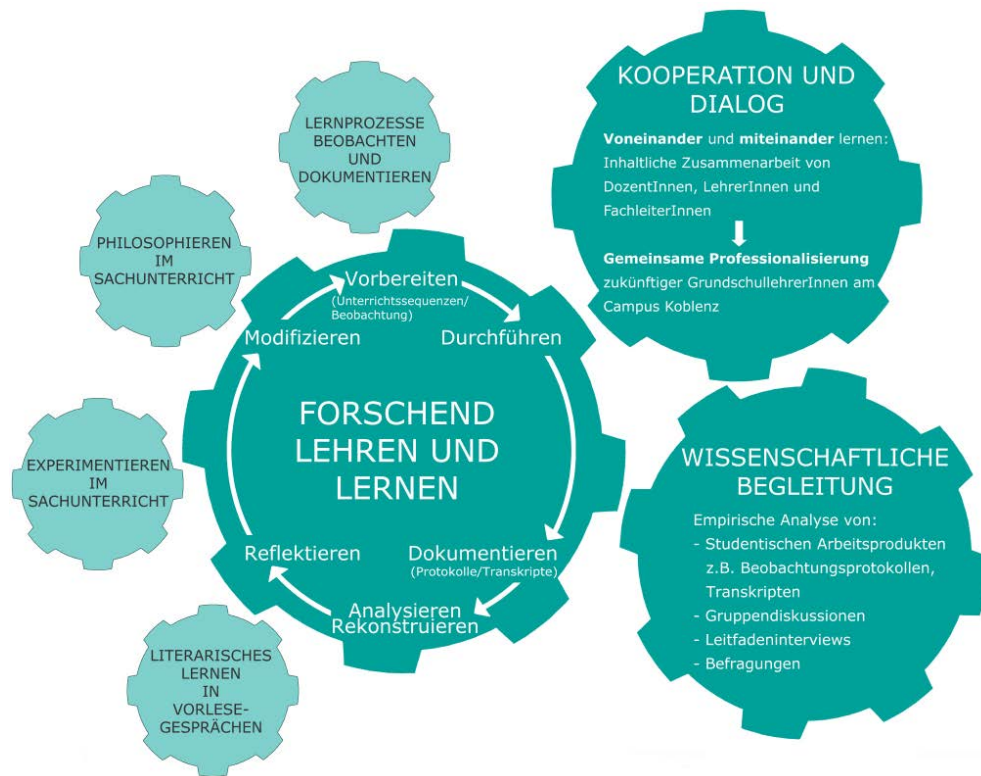 LERNPROZESSE
BEOBACHTEN
UND
DOKUMENTIEREN
PHILOSOPHIEREN
IM
SACHUNTERRICHT
EXPERIMENTIEREN
IM
SACHUNTERRICHT
LITERARISCHES
LERNEN
IN
VORLESE-
GESPRÄCHEN
FORSCHEND
LEHREN UND
LERNEN
Vorbereiten
(Unterrichtssequenzen/
Beobachtung)
Durchführen
Dokumentieren
(Protokolle/Transkripte)
Analysieren
Rekonstruieren
Reflektieren
Modifizieren
KOOPERATION UND
DIALOG
Voneinander und miteinander lernen:
Inhaltliche Zusammenarbeit von
DozentInnen, LehrerInnen und
FachleiterInnen
Gemeinsame Professionalisierung
zukünftiger GrundschullehrerInnen am
Campus Koblenz
WISSENSCHAFTLICHE
BEGLEITUNG
Empirische Analyse von:
- Studentischen Arbeitsprodukten
z.B. Beobachtungsprotokollen,
Transkripten
- Gruppendiskussionen
- Leitfadeninterviews
- Befragungen